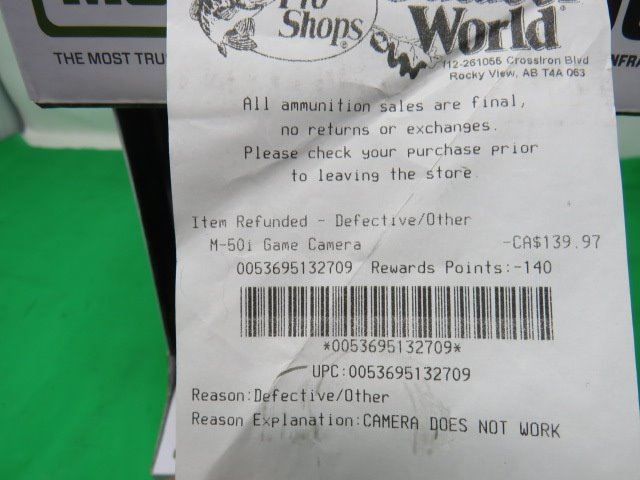 THE MOST TRU
Pro
Shops
World
112-261055 CrossIron Blvd
Rocky View, AB T4A 0G3
All ammunition sales are final,
no returns or exchanges.
Please check your purchase prior
to leaving the store.
Item Refunded - Defective/Other
M-50i Game Camera -CA$139.97
0053695132709 Rewards Points:-140
*0053695132709*
UPC:0053695132709
Reason:Defective/Other
Reason Explanation:CAMERA DOES NOT WORK